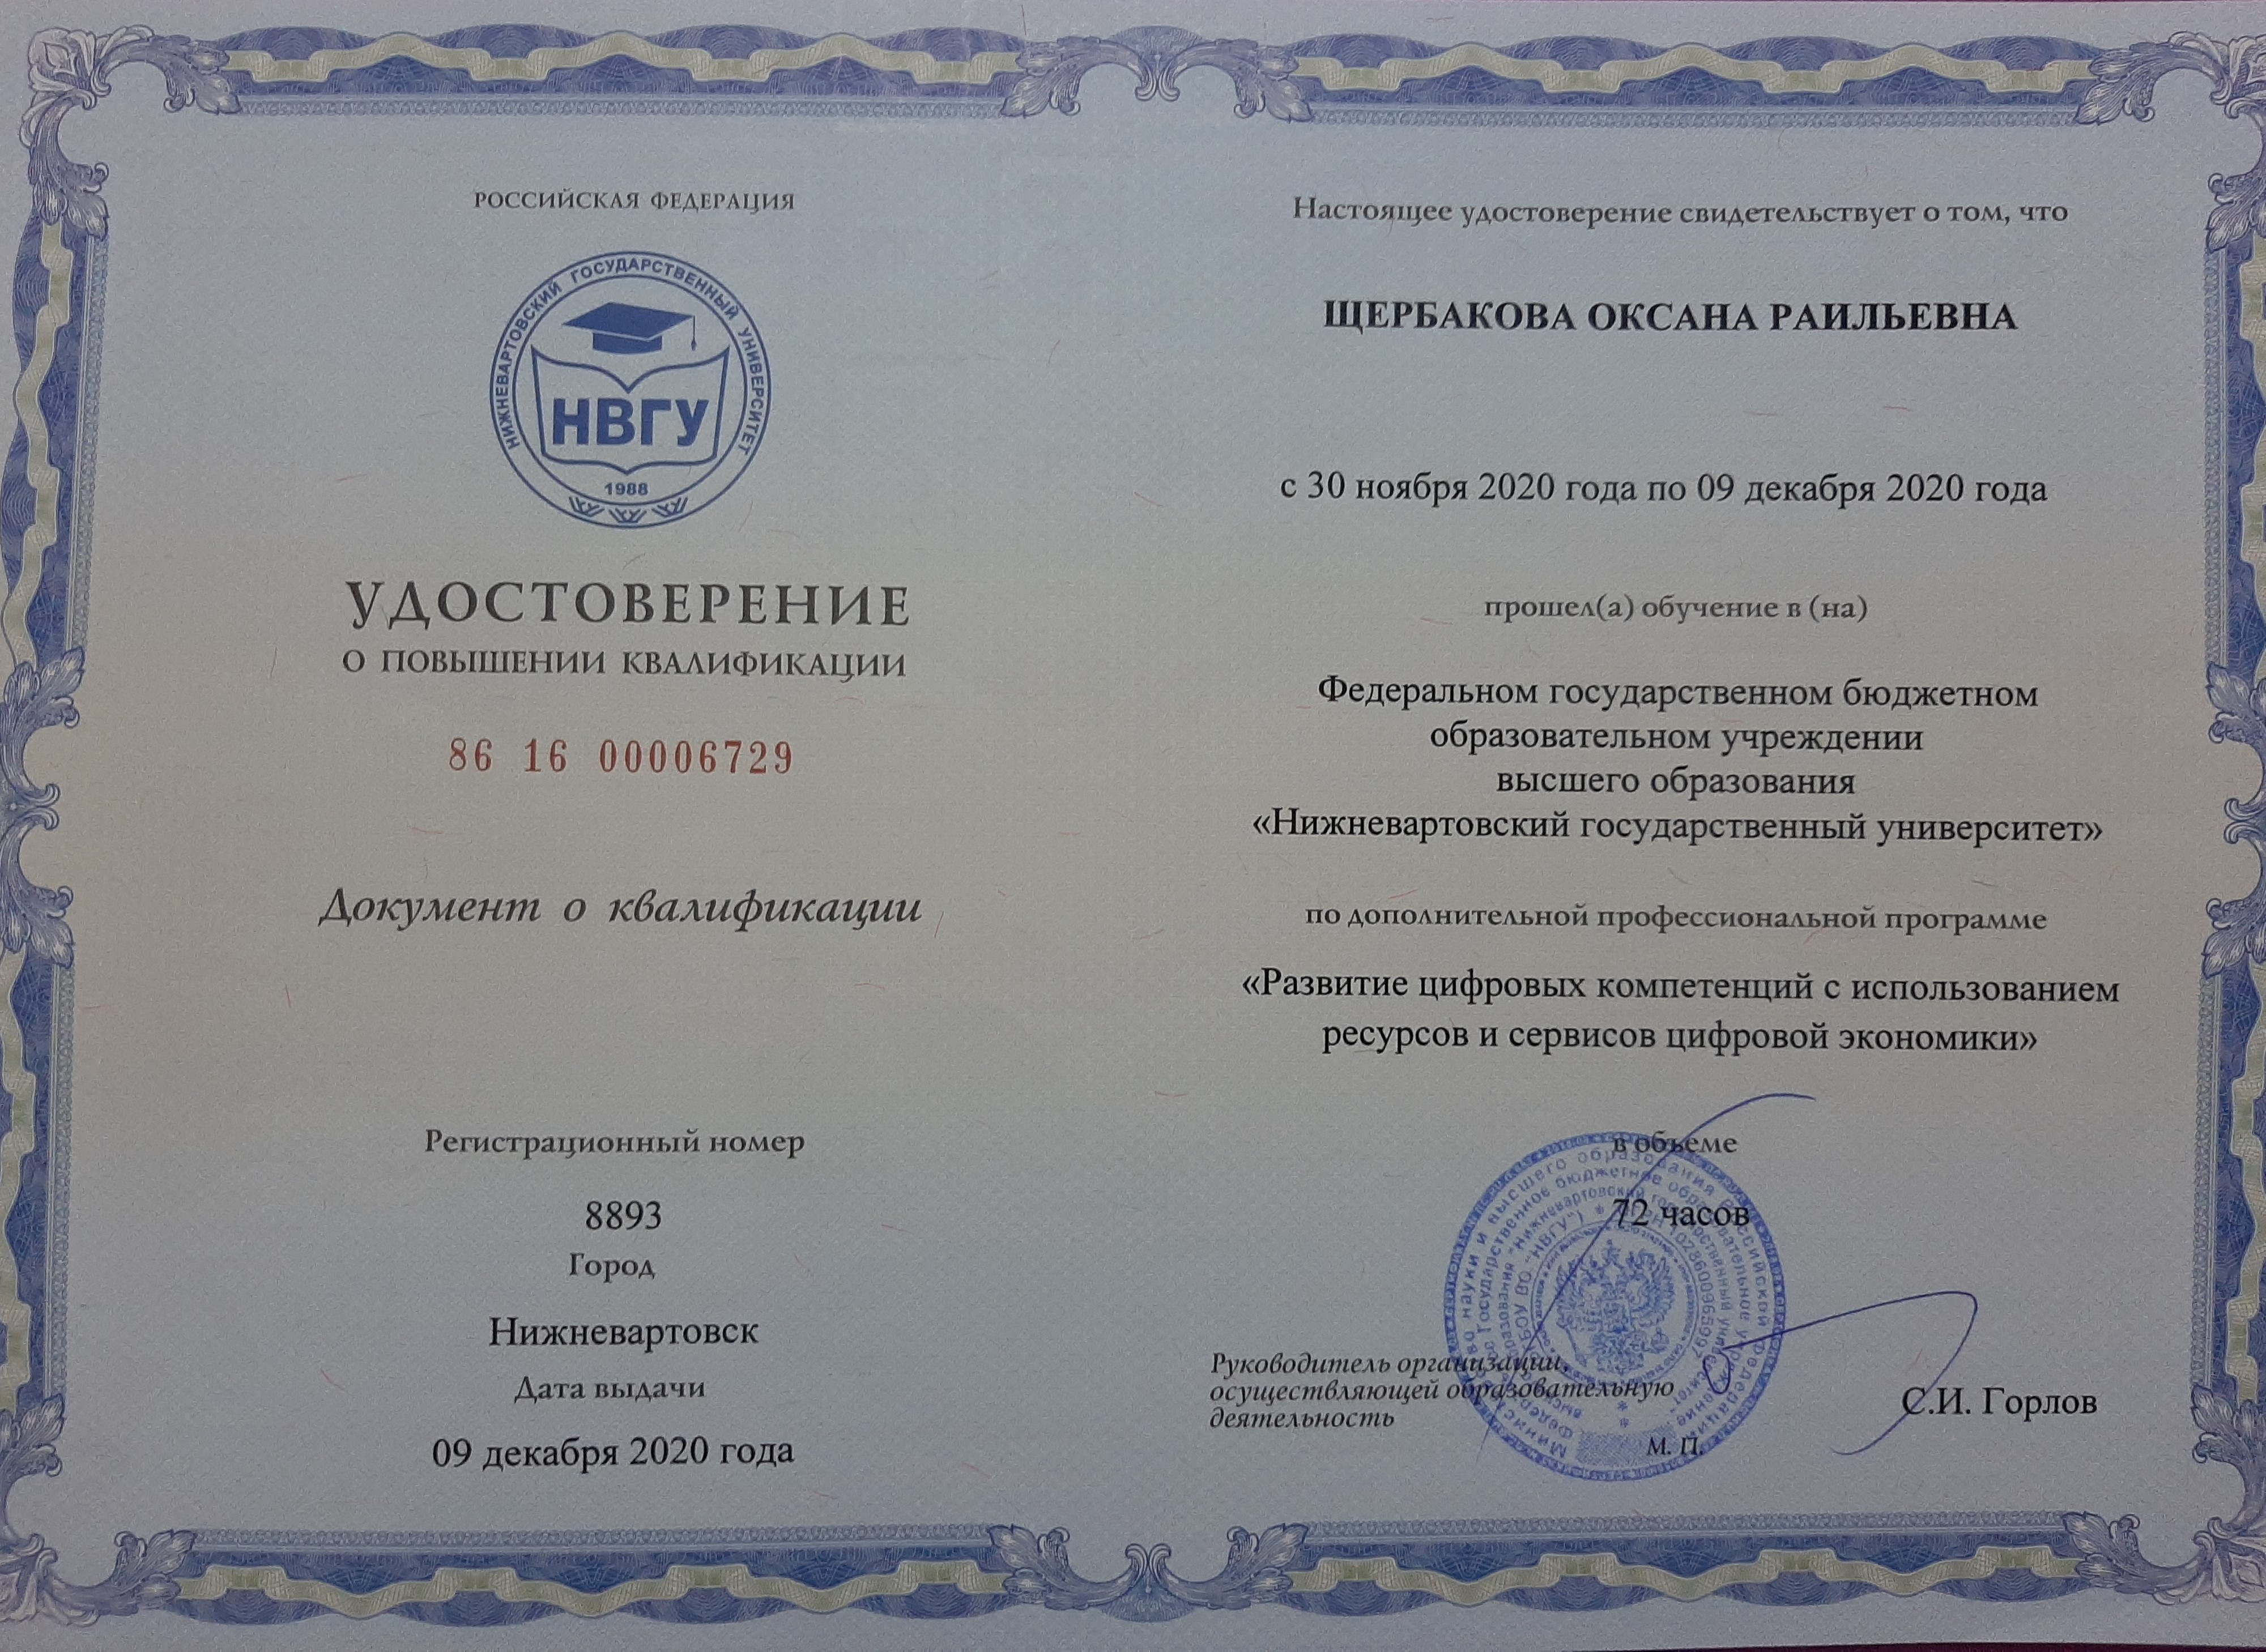 РОССИЙСКАЯ ФЕДЕРАЦИЯ
НИЖНЕВАРТОВСКИЙ ГОСУДАРСТВЕННЫЙ УНИВЕРСИТЕТ
НВГУ
1988
УДОСТОВЕРЕНИЕ
О ПОВЫШЕНИИ КВАЛИФИКАЦИИ
86 16 00006729
Документ о квалификации
Регистрационный номер
8893
Город
Нижневартовск
Дата выдачи
09 декабря 2020 года
Настоящее удостоверение свидетельствует о том, что
ЩЕРБАКОВА ОКСАНА РАИЛЬЕВНА
с 30 ноября 2020 года по 09 декабря 2020 года
прошел(а) обучение в (на)
Федеральном государственном бюджетном
образовательном учреждении
высшего образования
«Нижневартовский государственный университет»
по дополнительной профессиональной программе
«Развитие цифровых компетенций с использованием
ресурсов и сервисов цифровой экономики»
в объеме
72 часов
Руководитель организации,
осуществляющей образовательную
деятельность
С.И. Горлов
М. П.